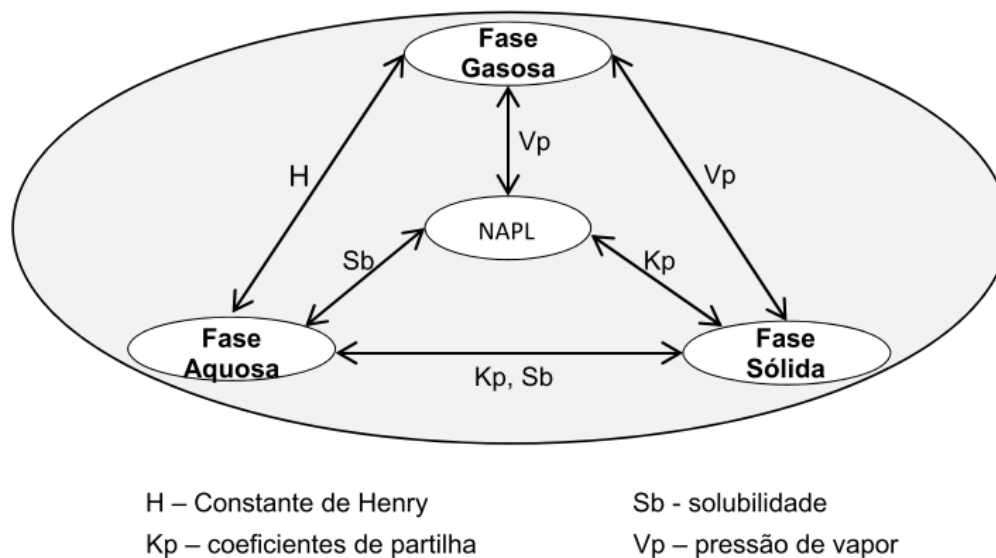 Fase
Gasosa
Vp
H
Vp
NAPL
Sb
Kp
Fase
Aquosa
Fase
Sólida
Kp, Sb
H – Constante de Henry
Sb - solubilidade
Kp – coeficientes de partilha
Vp – pressão de vapor